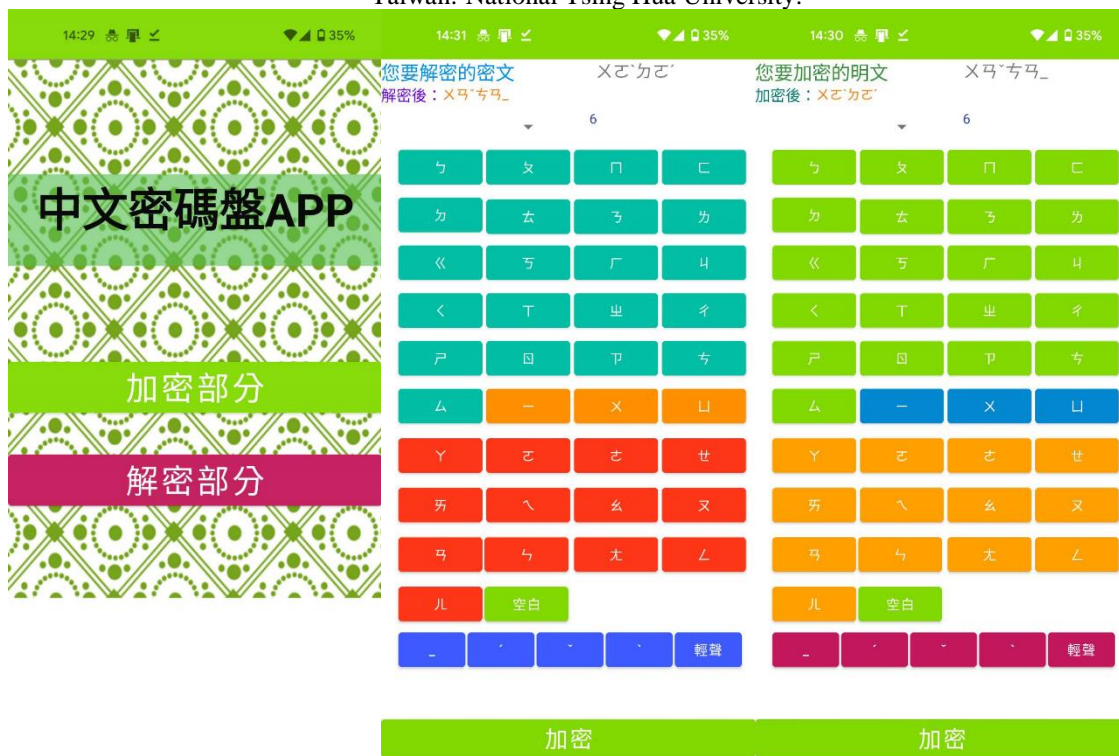 Taiwan: National Tsing Hua University.
14:29 35%
中文密碼盤APP
加密部分
解密部分
14:31 35%
您要解密的密文 ㄨㄛˋㄉㄛˊ
解密後：ㄨㄢˇㄘㄢ_
6
ㄅ ㄆ ㄇ ㄈ
ㄉ ㄊ ㄋ ㄌ
ㄍ ㄎ ㄏ ㄐ
ㄑ ㄒ ㄓ ㄔ
ㄕ ㄖ ㄗ ㄘ
ㄙ ㄧ ㄨ ㄩ
ㄚ ㄛ ㄜ ㄝ
ㄞ ㄟ ㄠ ㄡ
ㄢ ㄣ ㄤ ㄥ
ㄦ 空白
_ ˊ ˇ ˋ 輕聲
加密
14:30 35%
您要加密的明文 ㄨㄢˇㄘㄢ_
加密後：ㄨㄛˋㄉㄛˊ
6
ㄅ ㄆ ㄇ ㄈ
ㄉ ㄊ ㄋ ㄌ
ㄍ ㄎ ㄏ ㄐ
ㄑ ㄒ ㄓ ㄔ
ㄕ ㄖ ㄗ ㄘ
ㄙ ㄧ ㄨ ㄩ
ㄚ ㄛ ㄜ ㄝ
ㄞ ㄟ ㄠ ㄡ
ㄢ ㄣ ㄤ ㄥ
ㄦ 空白
_ ˊ ˇ ˋ 輕聲
加密